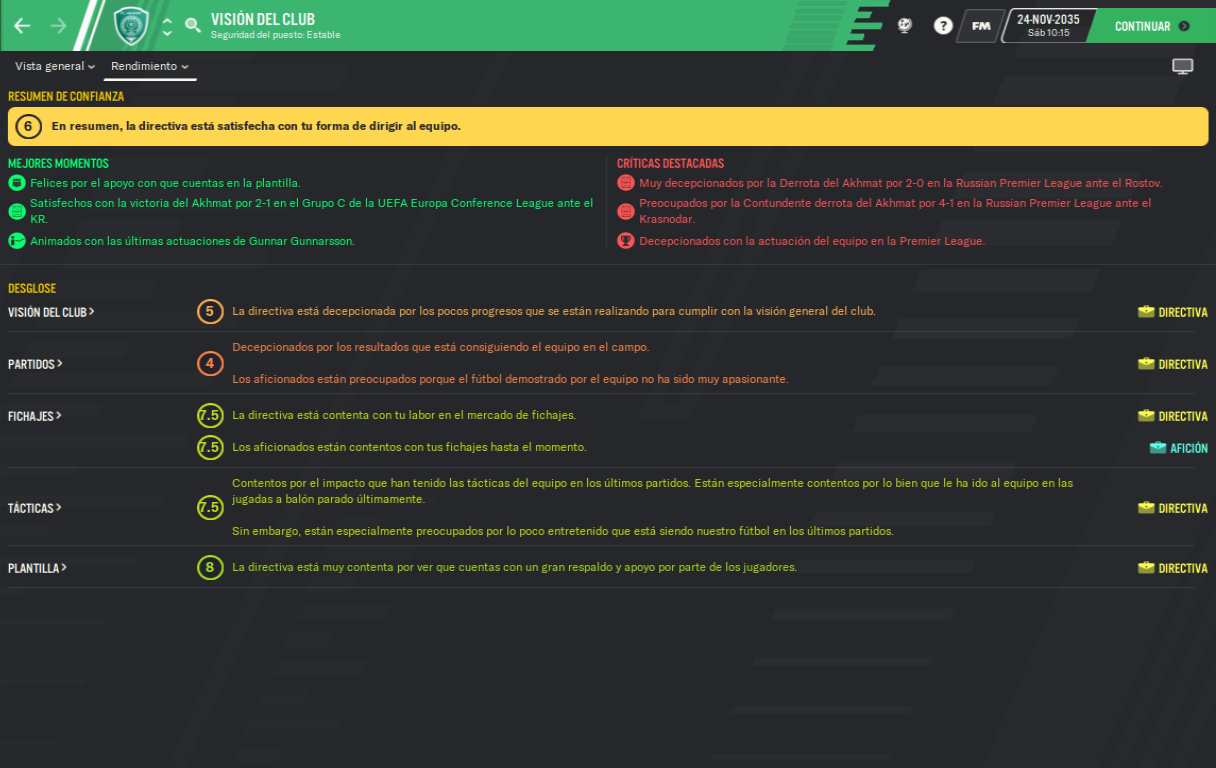 VISIÓN DEL CLUB
Seguridad del puesto: Estable
?
FM
24-NOV-2035
Sáb 10:15
CONTINUAR
Vista general
Rendimiento
RESUMEN DE CONFIANZA
6
En resumen, la directiva está satisfecha con tu forma de dirigir al equipo.
MEJORES MOMENTOS
Felices por el apoyo con que cuentas en la plantilla.
Satisfechos con la victoria del Akhmat por 2-1 en el Grupo C de la UEFA Europa Conference League ante el
KR.
Animados con las últimas actuaciones de Gunnar Gunnarsson.
CRÍTICAS DESTACADAS
Muy decepcionados por la Derrota del Akhmat por 2-0 en la Russian Premier League ante el Rostov.
Preocupados por la Contundente derrota del Akhmat por 4-1 en la Russian Premier League ante el
Krasnodar.
Decepcionados con la actuación del equipo en la Premier League.
DESGLOSE
VISIÓN DEL CLUB
5
La directiva está decepcionada por los pocos progresos que se están realizando para cumplir con la visión general del club.
DIRECTIVA
PARTIDOS
4
Decepcionados por los resultados que está consiguiendo el equipo en el campo.
Los aficionados están preocupados porque el fútbol demostrado por el equipo no ha sido muy apasionante.
DIRECTIVA
FICHAJES
7.5
La directiva está contenta con tu labor en el mercado de fichajes.
DIRECTIVA
7.5
Los aficionados están contentos con tus fichajes hasta el momento.
AFICIÓN
TÁCTICAS
7.5
Contentos por el impacto que han tenido las tácticas del equipo en los últimos partidos. Están especialmente contentos por lo bien que le ha ido al equipo en las
jugadas a balón parado últimamente.
Sin embargo, están especialmente preocupados por lo poco entretenido que está siendo nuestro fútbol en los últimos partidos.
DIRECTIVA
PLANTILLA
8
La directiva está muy contenta por ver que cuentas con un gran respaldo y apoyo por parte de los jugadores.
DIRECTIVA